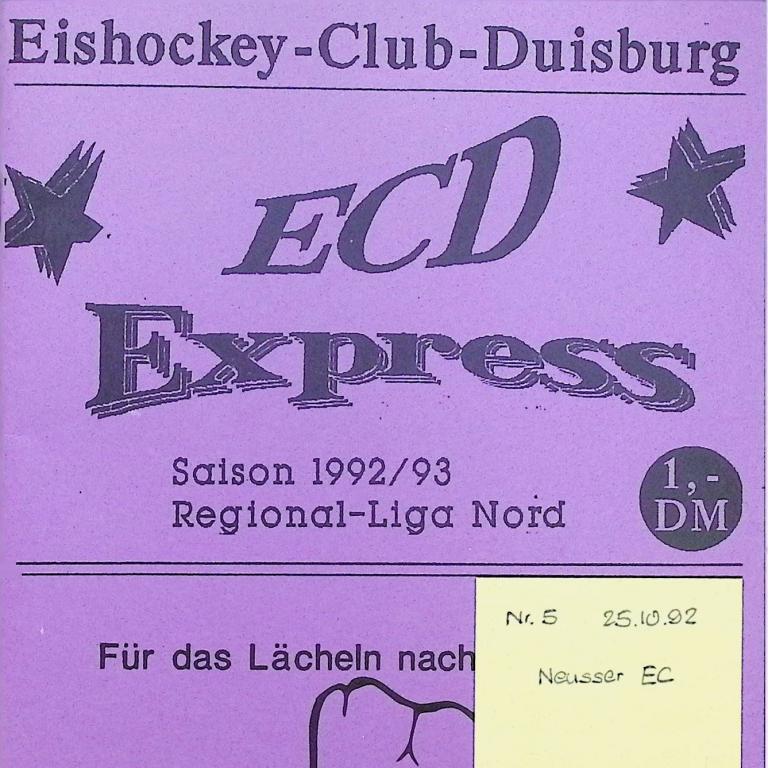 Eishockey-Club-Duisburg
ECD
Express
Saison 1992/93
Regional-Liga Nord
1,-
DM
Für das Lächeln nach
Nr. 5 25.10.92
Neusser EC